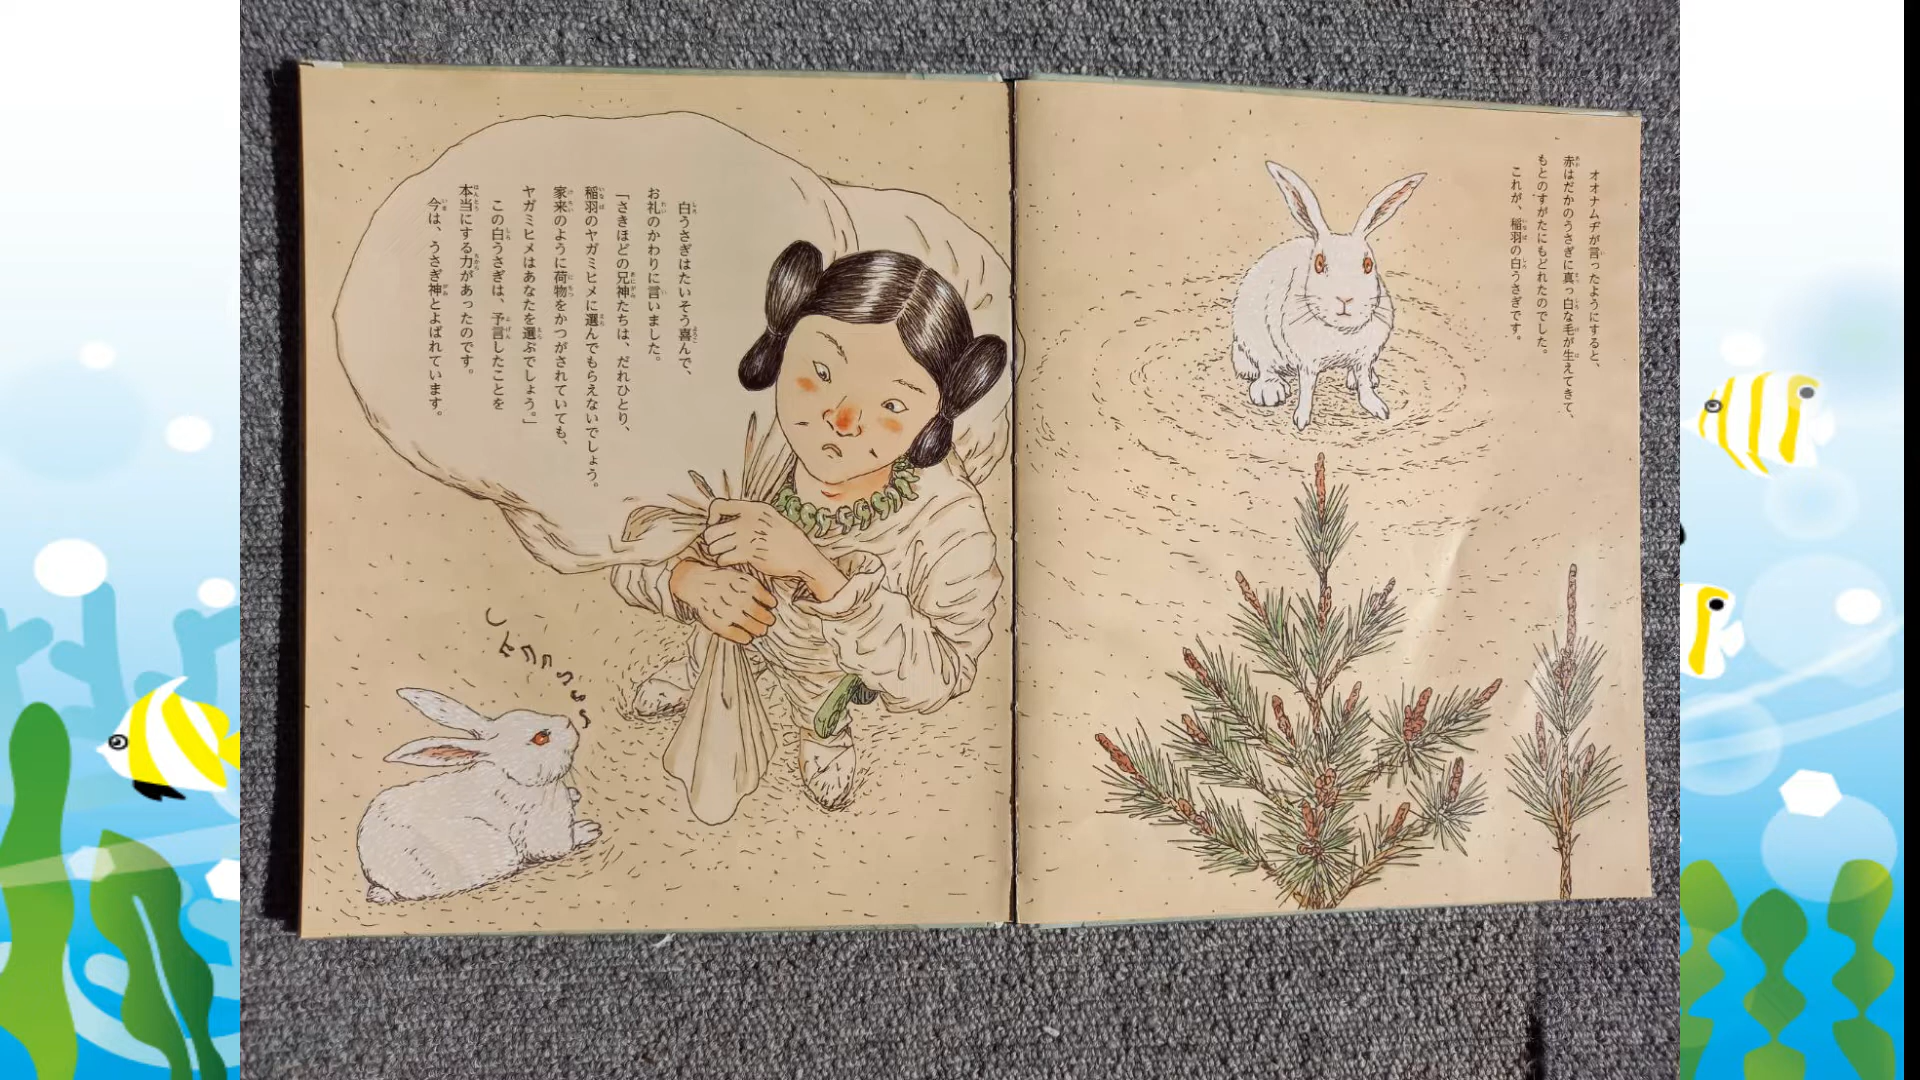 オオナムヂが言ったようにすると、
赤はだかのうさぎに真っ白な毛が生えてきて、
もとのすがたにもどれたのでした。
これが、稲羽の白うさぎです。
白うさぎはたいそう喜んで、
お礼のかわりに言いました。
「さきほどの兄神たちは、だれひとり、
稲羽のヤガミヒメに選んでもらえないでしょう。
家来のように荷物をかつがされていても、
ヤガミヒメはあなたを選ぶでしょう。」
この白うさぎは、予言したことを
本当にする力があったのです。
今は、うさぎ神とよばれています。